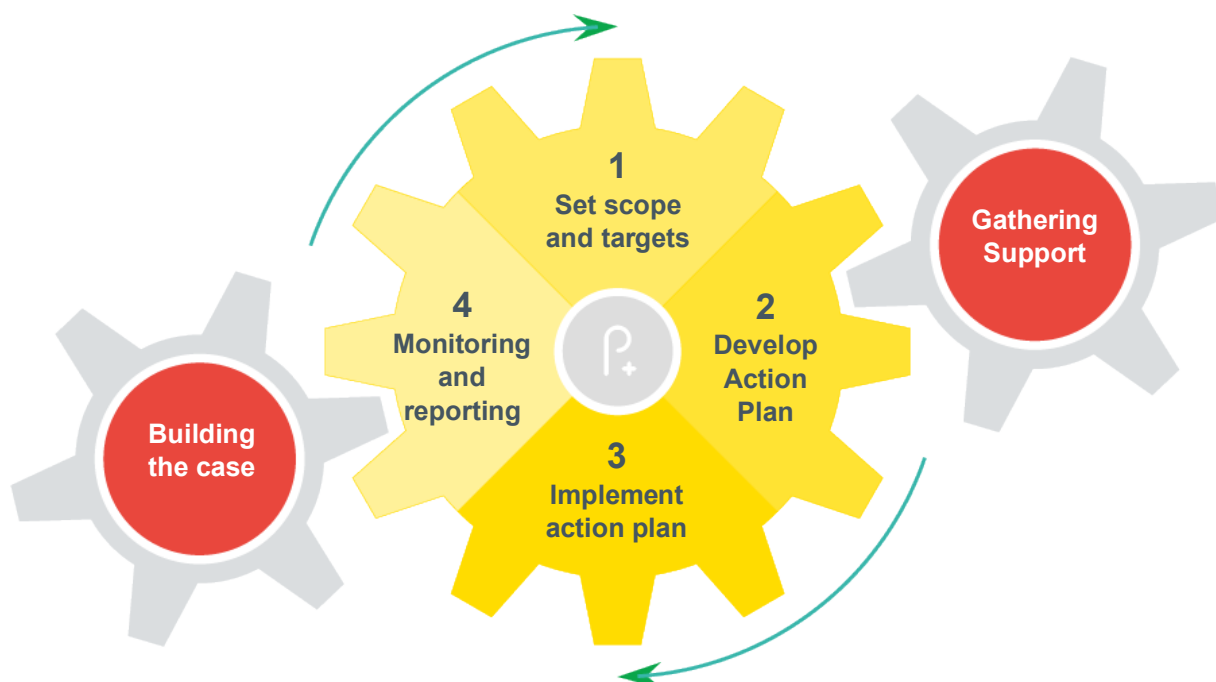 1
Set scope
and targets
2
Develop
Action
Plan
3
Implement
action plan
4
Monitoring
and
reporting
Building
the case
Gathering
Support